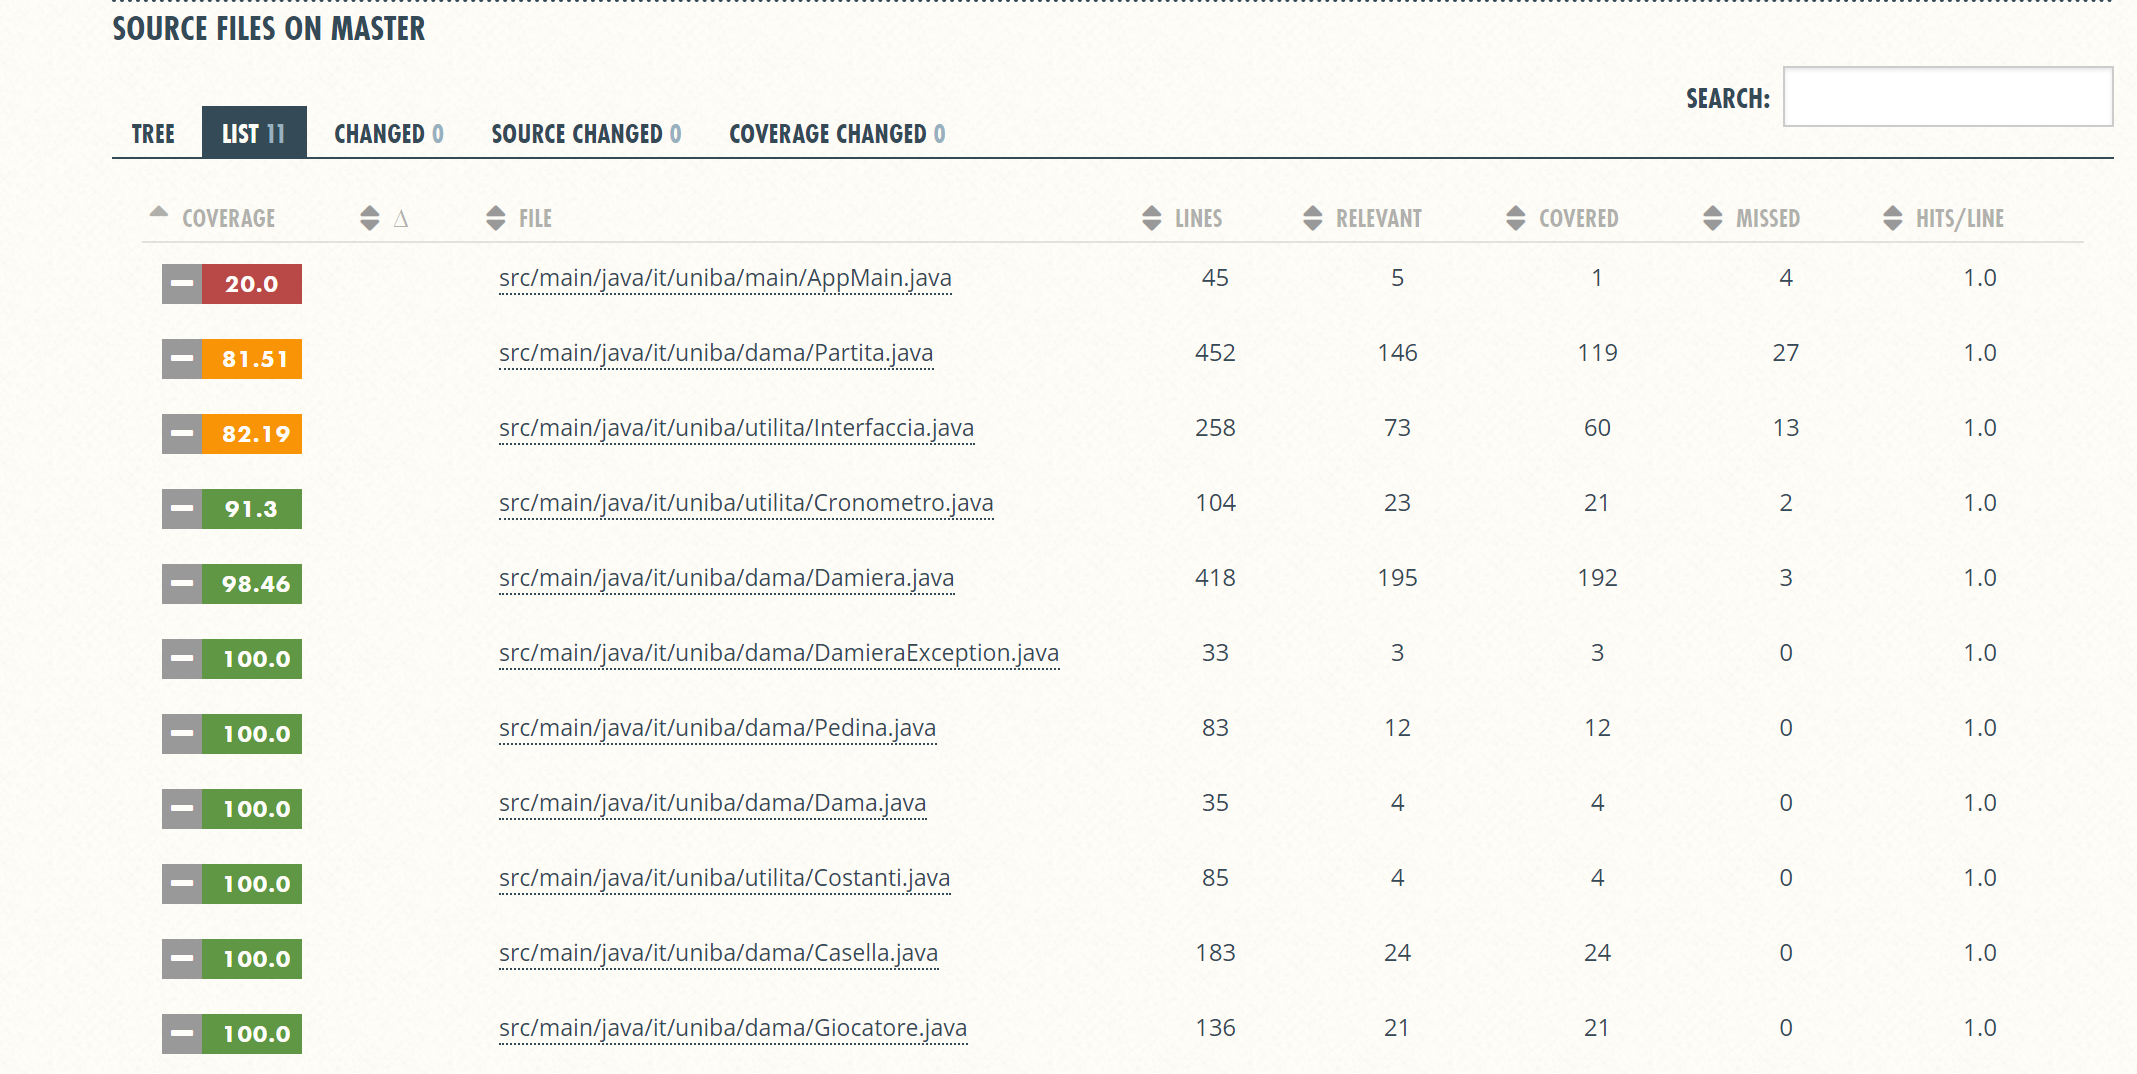 SOURCE FILES ON MASTER
SEARCH:
TREE LIST 11 CHANGED 0 SOURCE CHANGED 0 COVERAGE CHANGED 0
COVERAGE Δ FILE LINES RELEVANT COVERED MISSED HITS/LINE
20.0 src/main/java/it/uniba/main/AppMain.java 45 5 1 4 1.0
81.51 src/main/java/it/uniba/dama/Partita.java 452 146 119 27 1.0
82.19 src/main/java/it/uniba/utilita/Interfaccia.java 258 73 60 13 1.0
91.3 src/main/java/it/uniba/utilita/Cronometro.java 104 23 21 2 1.0
98.46 src/main/java/it/uniba/dama/Damiera.java 418 195 192 3 1.0
100.0 src/main/java/it/uniba/dama/DamieraException.java 33 3 3 0 1.0
100.0 src/main/java/it/uniba/dama/Pedina.java 83 12 12 0 1.0
100.0 src/main/java/it/uniba/dama/Dama.java 35 4 4 0 1.0
100.0 src/main/java/it/uniba/utilita/Costanti.java 85 4 4 0 1.0
100.0 src/main/java/it/uniba/dama/Casella.java 183 24 24 0 1.0
100.0 src/main/java/it/uniba/dama/Giocatore.java 136 21 21 0 1.0